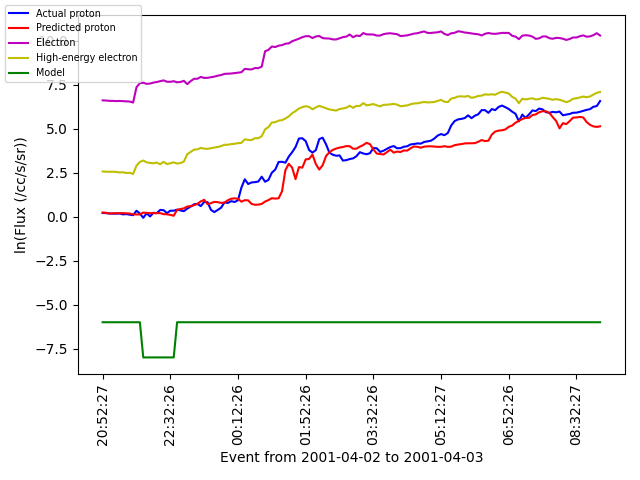 Actual proton
Predicted proton
Electron
High-energy electron
Model
7.5
5.0
2.5
0.0
−2.5
−5.0
−7.5
ln(Flux (/cc/s/sr))
20:52:27
22:32:26
00:12:26
01:52:26
03:32:26
05:12:27
06:52:26
08:32:27
Event from 2001-04-02 to 2001-04-03